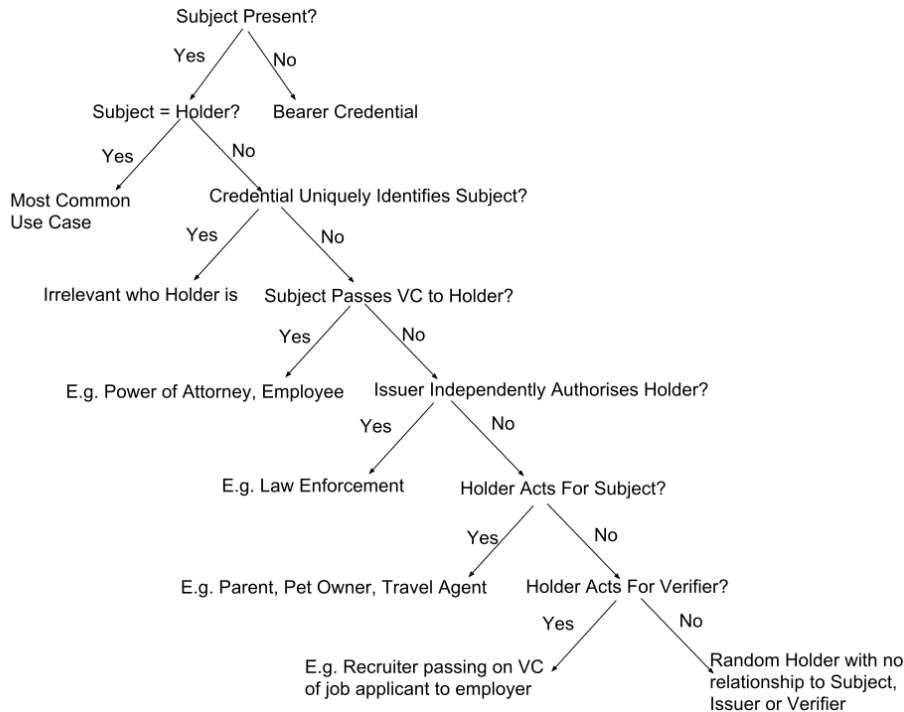 Subject Present?
Yes
No
Subject = Holder?
Bearer Credential
Yes
No
Most Common
Use Case
Credential Uniquely Identifies Subject?
Yes
No
Irrelevant who Holder is
Subject Passes VC to Holder?
Yes
No
E.g. Power of Attorney, Employee
Issuer Independently Authorises Holder?
Yes
No
E.g. Law Enforcement
Holder Acts For Subject?
Yes
No
E.g. Parent, Pet Owner, Travel Agent
Holder Acts For Verifier?
Yes
No
E.g. Recruiter passing on VC
of job applicant to employer
Random Holder with no
relationship to Subject,
Issuer or Verifier